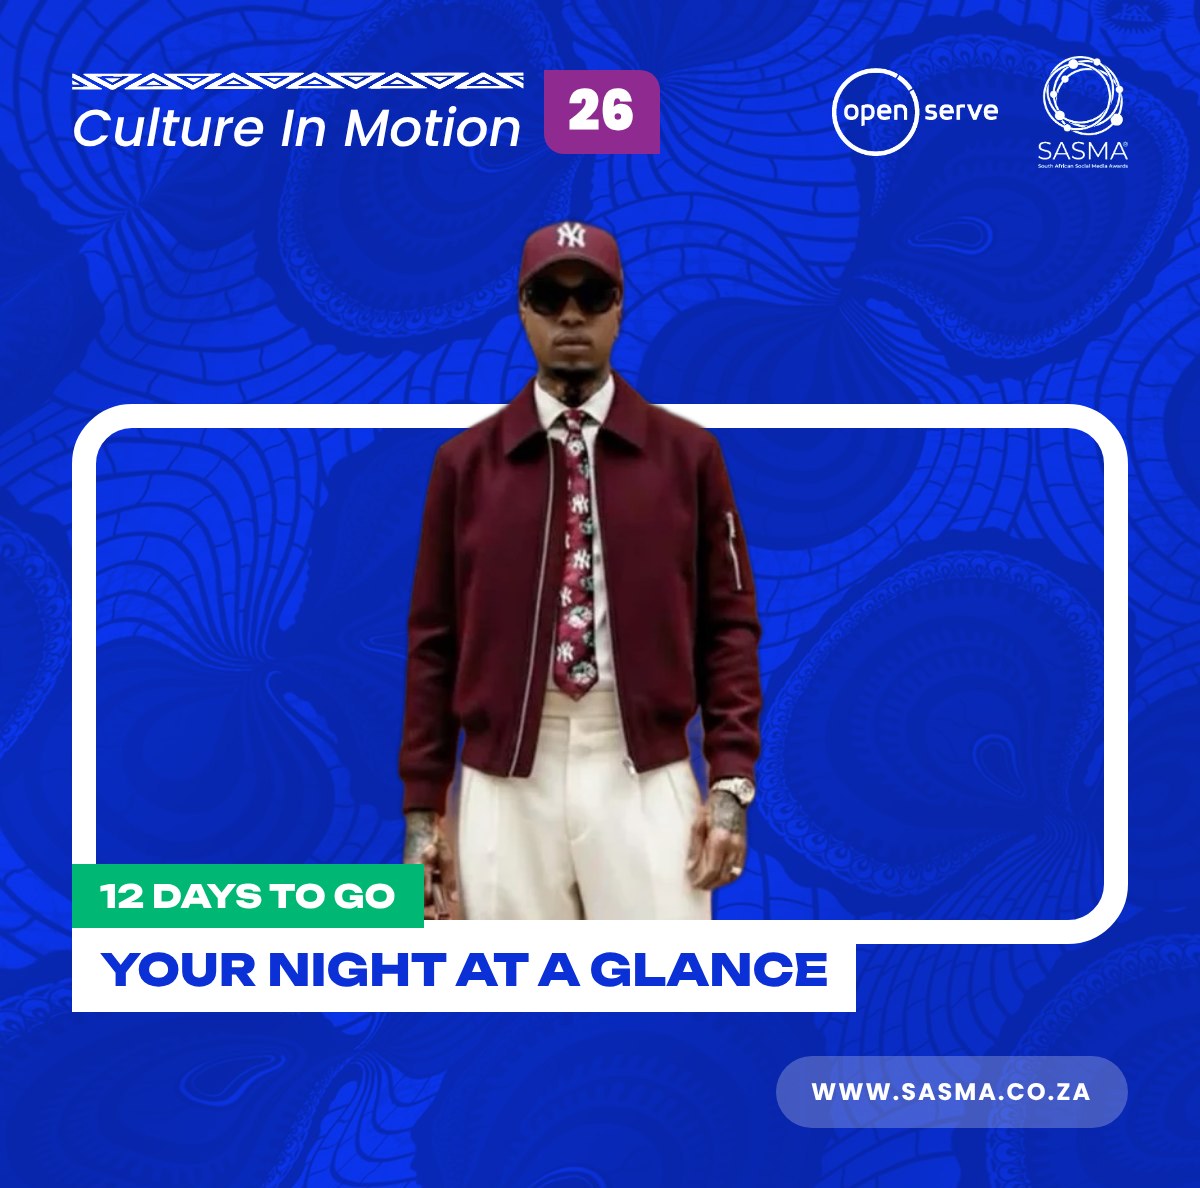 Culture In Motion
26
open serve
SASMA®
South African Social Media Awards
NY
12 DAYS TO GO
YOUR NIGHT AT A GLANCE
WWW.SASMA.CO.ZA